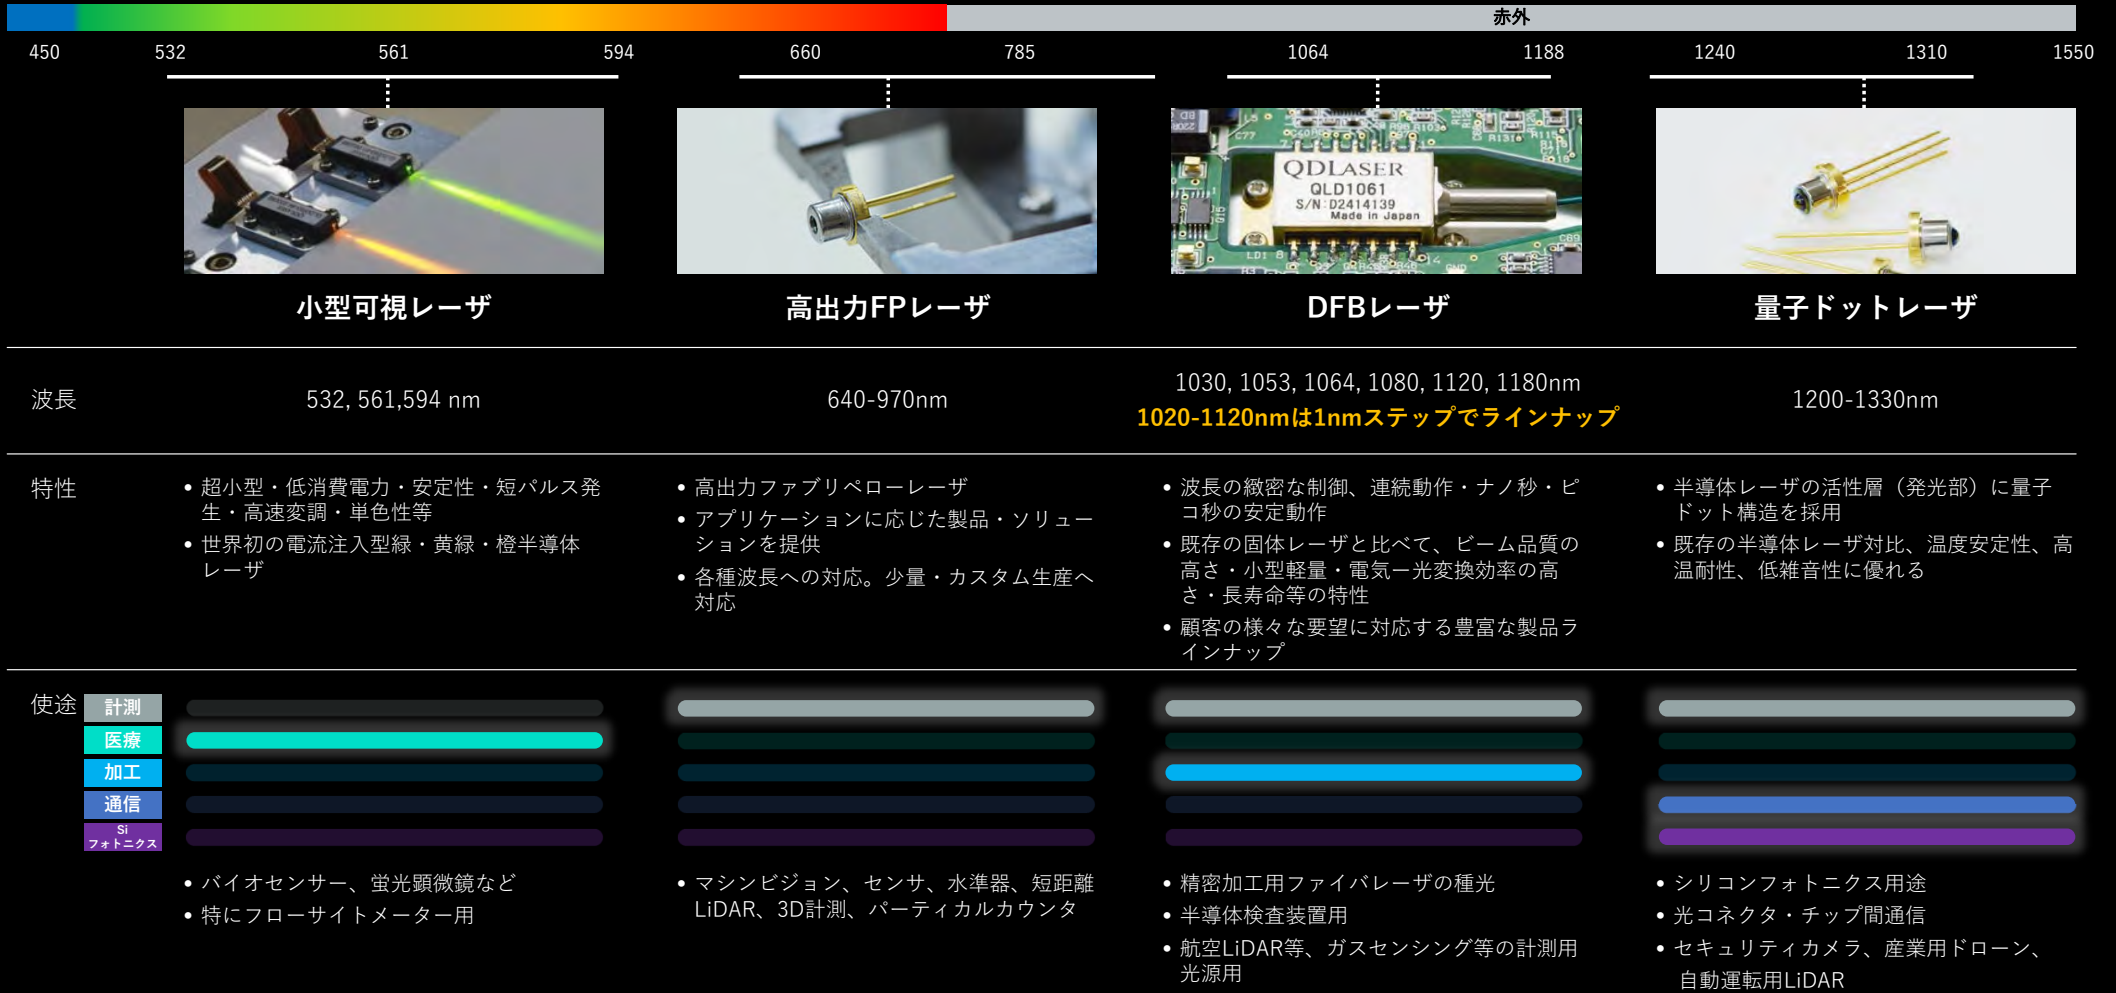 赤外
450 532 561 594 660 785 1064 1188 1240 1310 1550
QDLASER
QLD1061
S/N:D2414139
Made in Japan
小型可視レーザ
高出力FPレーザ
DFBレーザ
量子ドットレーザ
波長
532, 561,594 nm
640-970nm
1030, 1053, 1064, 1080, 1120, 1180nm
1020-1120nmは1nmステップでラインナップ
1200-1330nm
特性
• 超小型・低消費電力・安定性・短パルス発
生・高速変調・単色性等
• 世界初の電流注入型緑・黄緑・橙半導体
レーザ
• 高出力ファブリペローレーザ
• アプリケーションに応じた製品・ソリュー
ションを提供
• 各種波長への対応。少量・カスタム生産へ
対応
• 波長の緻密な制御、連続動作・ナノ秒・ピ
コ秒の安定動作
• 既存の固体レーザと比べて、ビーム品質の
高さ・小型軽量・電気ー光変換効率の高
さ・長寿命等の特性
• 顧客の様々な要望に対応する豊富な製品ラ
インナップ
• 半導体レーザの活性層（発光部）に量子
ドット構造を採用
• 既存の半導体レーザ対比、温度安定性、高
温耐性、低雑音性に優れる
使途
計測
医療
加工
通信
Si
フォトニクス
• バイオセンサー、蛍光顕微鏡など
• 特にフローサイトメーター用
• マシンビジョン、センサ、水準器、短距離
LiDAR、3D計測、パーティカルカウンタ
• 精密加工用ファイバレーザの種光
• 半導体検査装置用
• 航空LiDAR等、ガスセンシング等の計測用
光源用
• シリコンフォトニクス用途
• 光コネクタ・チップ間通信
• セキュリティカメラ、産業用ドローン、
自動運転用LiDAR